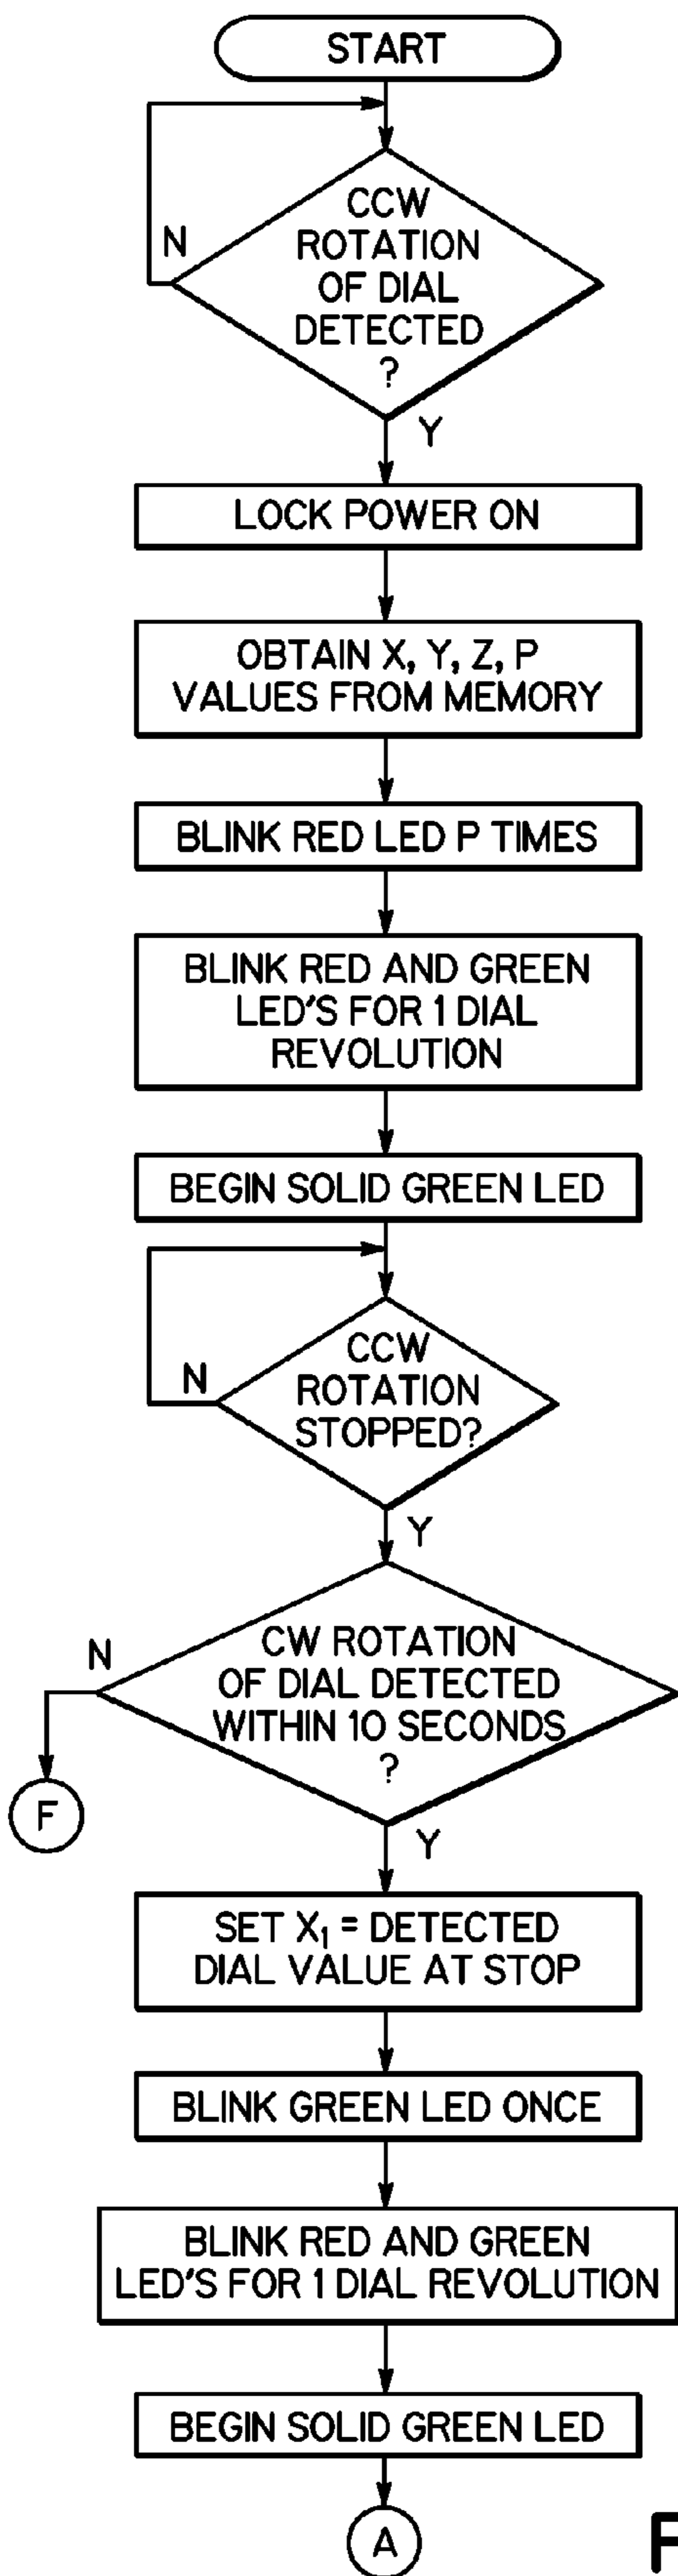 START
CCW
ROTATION
OF DIAL
DETECTED
?
N
Y
LOCK POWER ON
OBTAIN X, Y, Z, P
VALUES FROM MEMORY
BLINK RED LED P TIMES
BLINK RED AND GREEN
LED'S FOR 1 DIAL
REVOLUTION
BEGIN SOLID GREEN LED
CCW
ROTATION
STOPPED?
N
Y
CW ROTATION
OF DIAL DETECTED
WITHIN 10 SECONDS
?
N
F
Y
SET X₁ = DETECTED
DIAL VALUE AT STOP
BLINK GREEN LED ONCE
BLINK RED AND GREEN
LED'S FOR 1 DIAL REVOLUTION
BEGIN SOLID GREEN LED
A